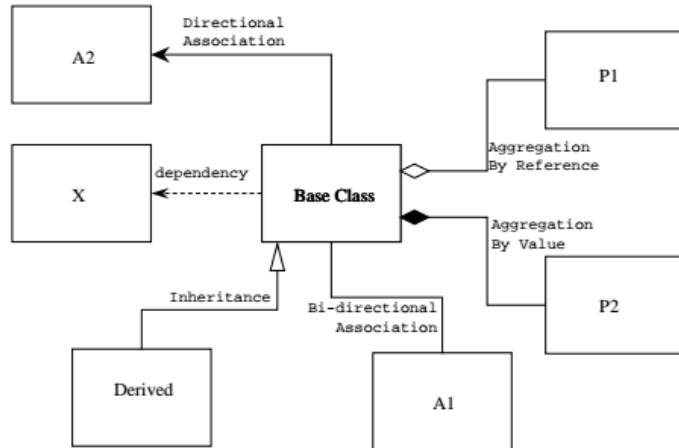 Directional
Association
A2
P1
Aggregation
By Reference
X
dependency
Base Class
Aggregation
By Value
Inheritance
Bi-directional
Association
P2
Derived
A1